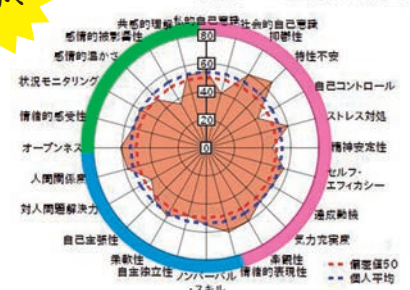 私的自己意識
社会的自己意識
抑鬱性
特性不安
自己コントロール
ストレス対処
精神安定性
セルフ・
エフィカシー
達成動機
気力充実度
楽観性
情緒的表現性
ノンバーバル
・スキル
自主独立性
柔軟性
自己主張性
対人問題解決力
人間関係度
オープンネス
情緒的感受性
状況モニタリング
感情的温かさ
感情的被影響性
共感的理解
80
60
40
20
0
偏差値50
個人平均